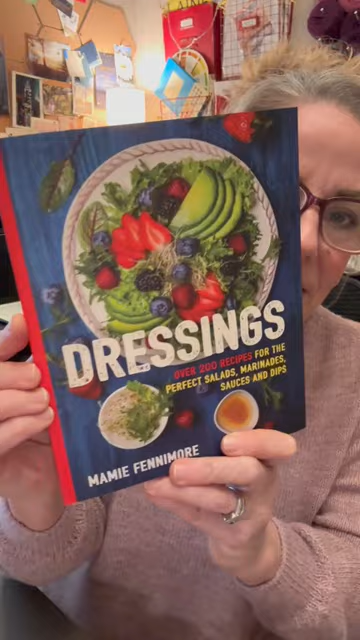 DRESSINGS
OVER 200 RECIPES FOR THE
PERFECT SALADS, MARINADES,
SAUCES AND DIPS
MAMIE FENNIMORE